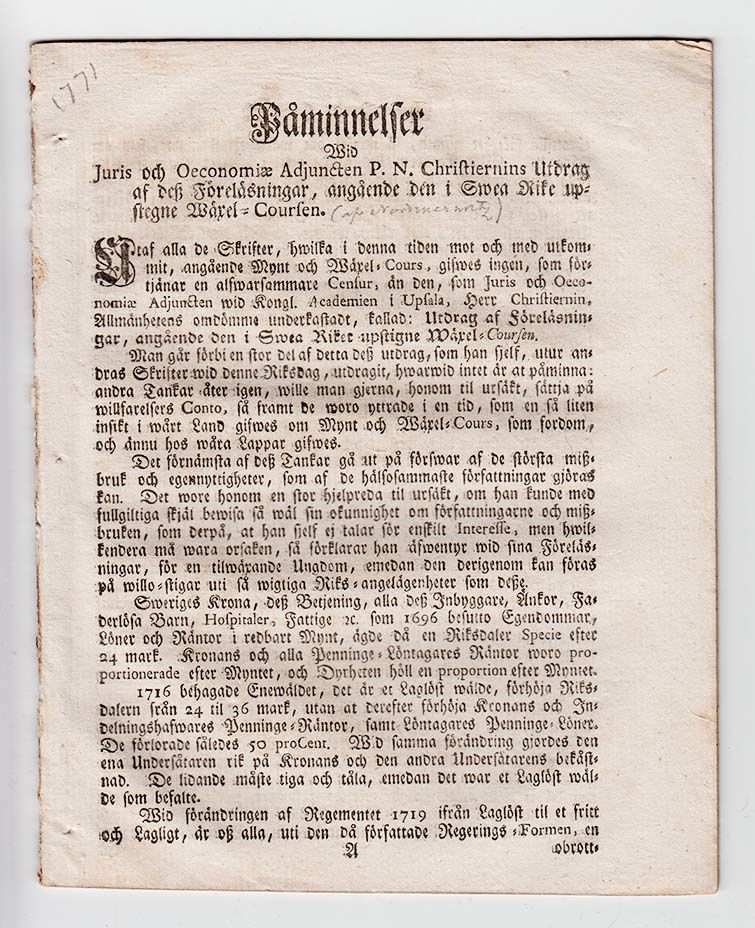 1771
Påminnelser
Wid
Juris och Oeconomiæ Adjuncten P. N. Christiernins Utdrag
af deß Föreläsningar, angående den i Swea Rike up-
stegne Wäxel-Coursen. (af Nordencrantz)
Utaf alla de Skrifter, hwilka i denna tiden mot och med utkom-
mit, angående Mynt och Wäxel-Cours, gifwes ingen, som för-
tjänar en alfwarsammare Censur, än den, som Juris och Oeco-
nomiæ Adjuncten wid Kongl. Academien i Upsala, Herr Christiernin,
Allmänhetens omdömme underkastadt, kallad: Utdrag af Föreläsnin-
gar, angående den i Swea Riket upstigne Wäxel-Coursen.
Man går förbi en stor del af detta deß utdrag, som han sjelf, utur an-
dras Skrifter wid denne Riksdag, utdragit, hwarwid intet är at påminna:
andra Tankar åter igen, wille man gjerna, honom til ursäkt, sättja på
willfarelsers Conto, så framt de woro yttrade i en tid, som en så liten
insikt i wårt Land gifwes om Mynt och Wäxel-Cours, som fordom,
och ännu hos wåra Lappar gifwes.
Det förnämsta af deß Tankar gå ut på förswar af de största miß-
bruk och egennyttigheter, som af de hälsosammaste författningar gjöras
kan. Det wore honom en stor hjelpreda til ursäkt, om han kunde med
fullgiltiga skjäl bewisa så wäl sin okunnighet om författningarne och miß-
bruken, som derpå, at han sjelf ej talar för enskilt Interesse, men hwil-
kendera må wara orsaken, så förklarar han äfwentyr wid sina Föreläs-
ningar, för en tilwäxande Ungdom, emedan den derigenom kan föras
på willo-stigar uti så wigtiga Riks-angelägenheter som deße.
Sweriges Krona, deß Betjening, alla deß Inbyggare, Änkor, Fa-
derlösa Barn, Hospitaler, Fattige ꝛc. som 1696 besutto Egendommar,
Löner och Räntor i redbart Mynt, ägde då en Riksdaler Specie efter
24 mark. Kronans och alla Penninge-Löntagares Räntor woro pro-
portionerade efter Myntet, och Dyrheten höll en proportion efter Myntet.
1716 behagade Enewäldet, det är et Laglöst wälde, förhöja Riks-
dalern från 24 til 36 mark, utan at derefter förhöja Kronans och In-
delningshafwares Penninge-Räntor, samt Löntagares Penninge-Löner.
De förlorade således 50 proCent. Wid samma förändring gjordes den
ena Undersåtaren rik på Kronans och den andra Undersåtarens bekåst-
nad. De lidande måste tiga och tåla, emedan det war et Laglöst wäl-
de som befalte.
Wid förändringen af Regementet 1719 ifrån Laglöst til et fritt
och Lagligt, är oß alla, uti den då författade Regerings-Formen, en
A
obrott-